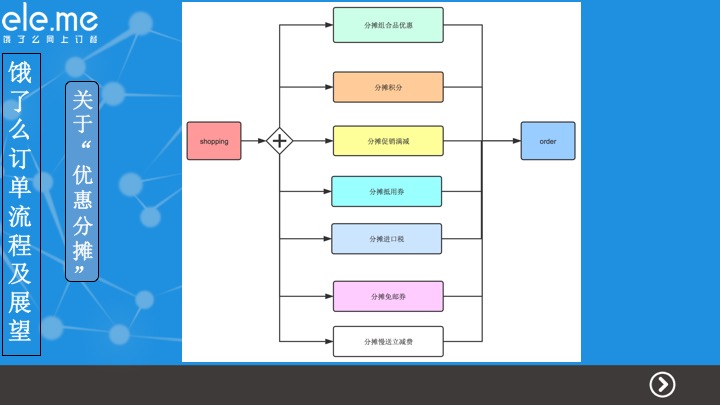 ele.me
饿了么网上订餐
饿了么订单流程及展望
关于“优惠分摊”
shopping
分摊组合品优惠
分摊积分
分摊促销满减
分摊抵用券
分摊进口税
分摊免邮券
分摊慢送立减费
order